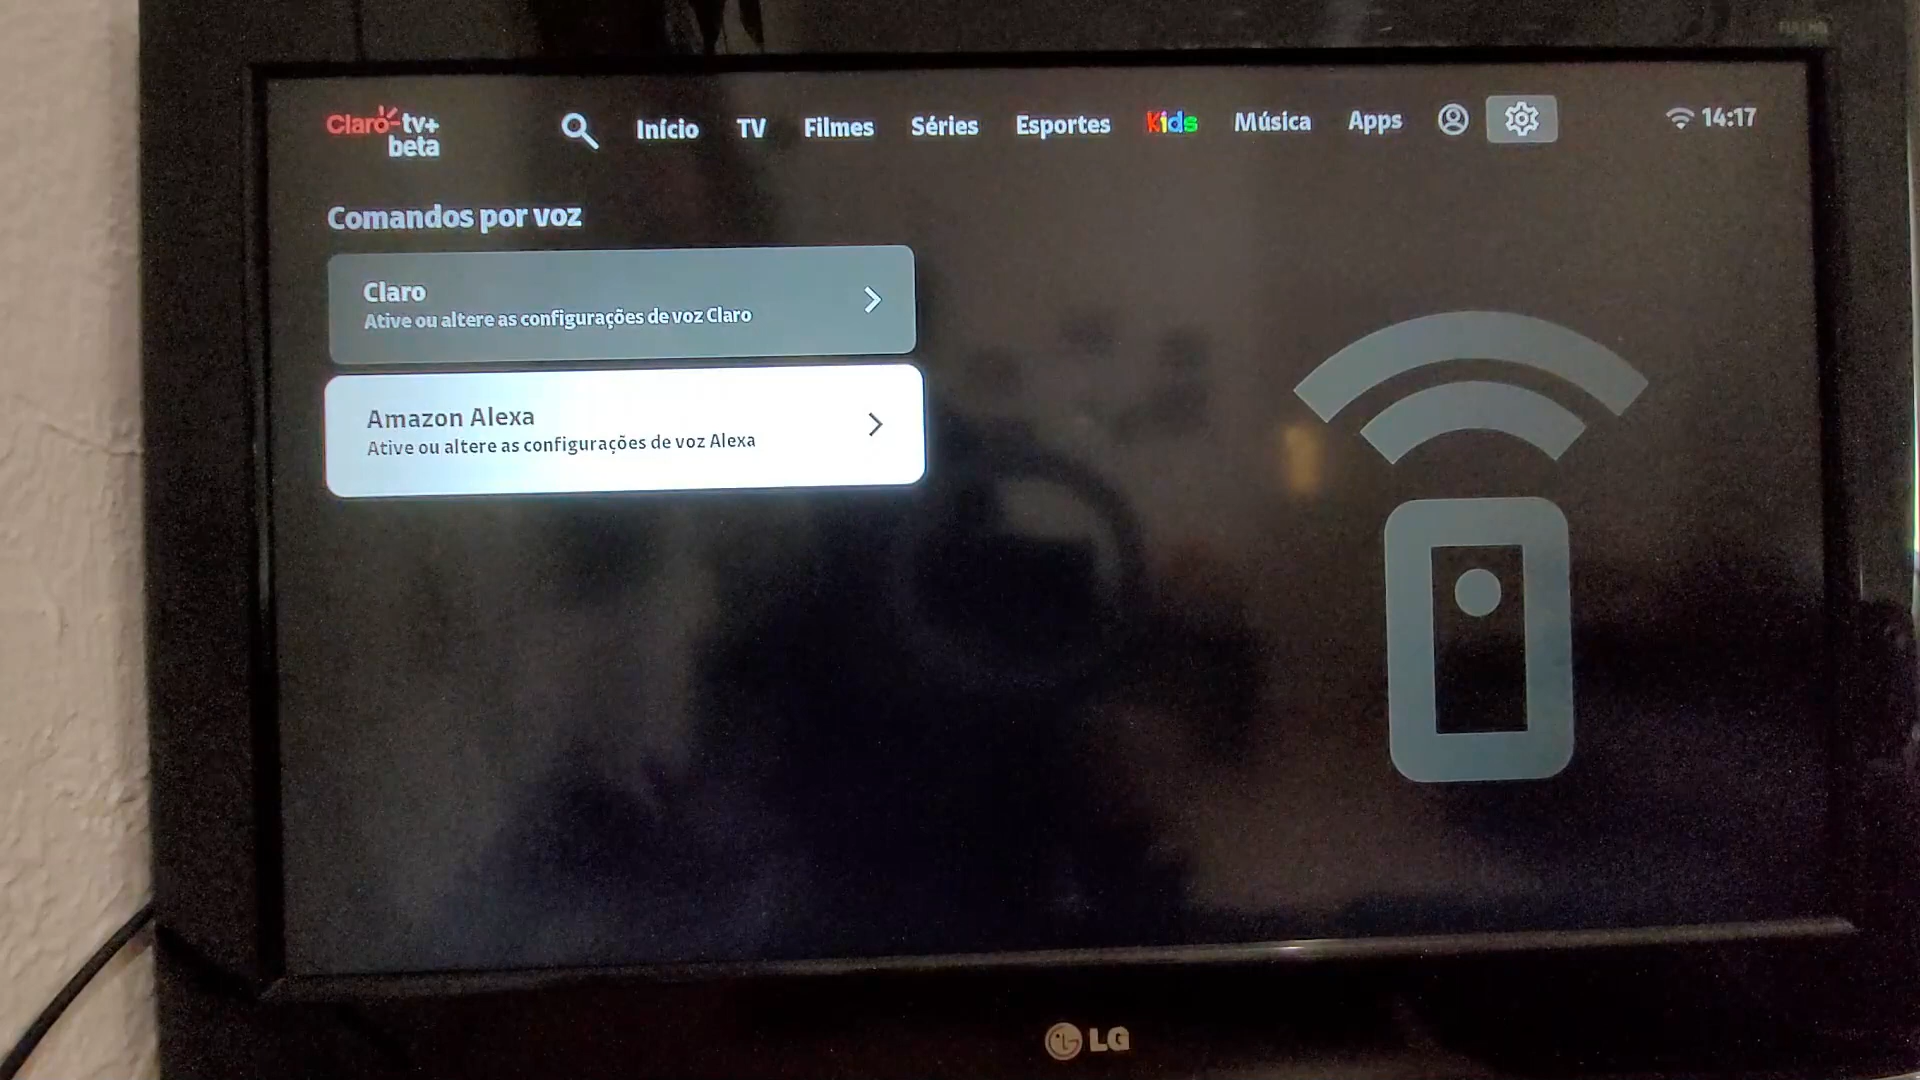 Claro tv+
beta
Início
TV
Filmes
Séries
Esportes
Kids
Música
Apps
14:17
Comandos por voz
Claro
Ative ou altere as configurações de voz Claro
Amazon Alexa
Ative ou altere as configurações de voz Alexa
LG